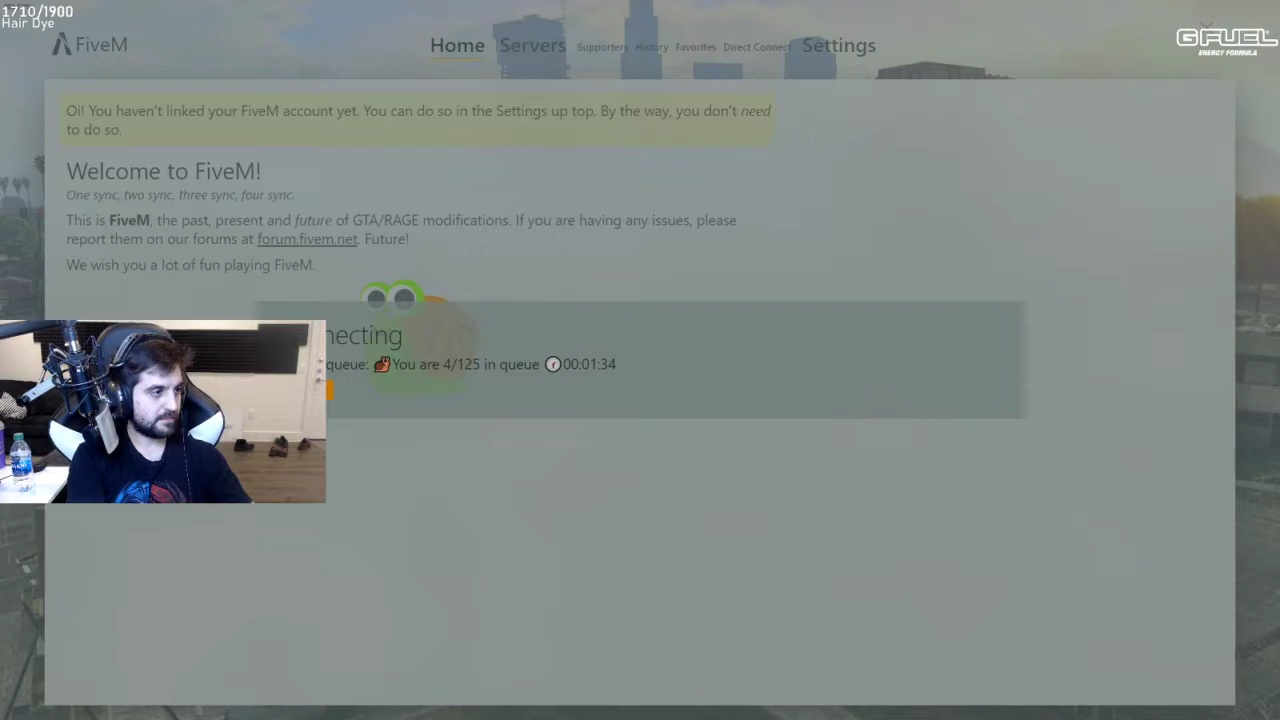 1710/1900
Hair Dye
FiveM
Home Servers Supporters History Favorites Direct Connect Settings
GFUEL
ENERGY FORMULA
Oi! You haven't linked your FiveM account yet. You can do so in the Settings up top. By the way, you don't need
to do so.
Welcome to FiveM!
One sync, two sync, three sync, four sync.
This is FiveM, the past, present and future of GTA/RAGE modifications. If you are having any issues, please
report them on our forums at forum.fivem.net. Future!
We wish you a lot of fun playing FiveM.
necting
queue: You are 4/125 in queue 00:01:34